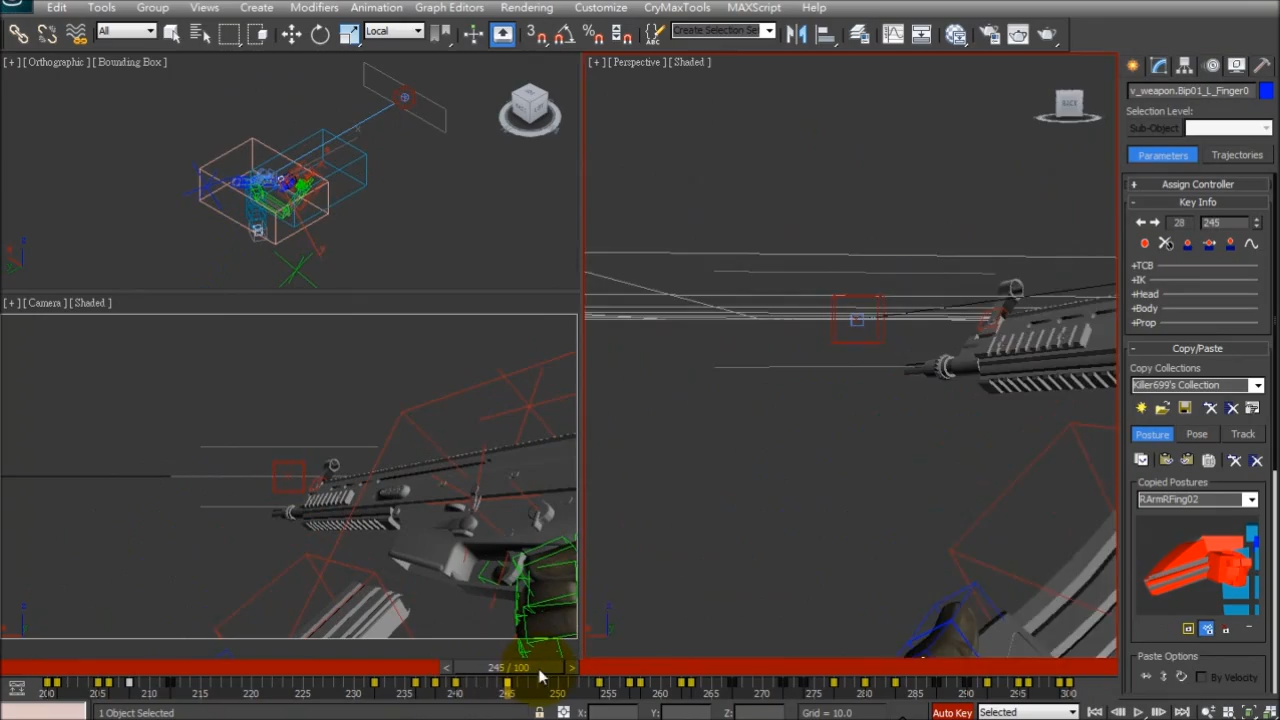 Edit Tools Group Views Create Modifiers Animation Graph Editors Rendering Customize CryMaxTools MAXScript Help
All Local 3 % ABC Create Selection Se
[ + ] [ Orthographic ] [ Bounding Box ]
[ + ] [ Perspective ] [ Shaded ]
BACK
v_weapon.Bip01_L_Finger0
Selection Level:
Sub-Object
Parameters Trajectories
+ Assign Controller
- Key Info
28 245
+TCB
+IK
+Head
+Body
+Prop
- Copy/Paste
Copy Collections
Killer699's Collection
Posture Pose Track
Copied Postures
RArmRFing02
- Paste Options
By Velocity
[ + ] [ Camera ] [ Shaded ]
< 245 / 100 >
200 205 210 215 220 225 230 235 240 245 250 255 260 265 270 275 280 285 290 295 300
1 Object Selected X: Y: Z: Grid = 10.0 Auto Key Selected